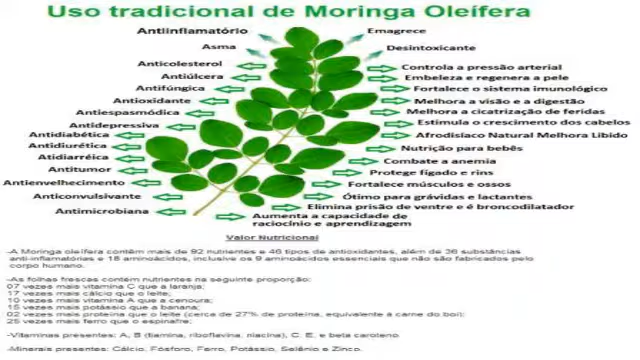 Uso tradicional de Moringa Oleífera
Antiinflamatório
Emagrece
Asma
Desintoxicante
Anticolesterol
Controla a pressão arterial
Antiúlcera
Embeleza e regenera a pele
Antifúngica
Fortalece o sistema imunológico
Antioxidante
Melhora a visão e a digestão
Antiespasmódica
Melhora a cicatrização de feridas
Antidepressiva
Estimula o crescimento dos cabelos
Antidiabética
Afrodisíaco Natural Melhora Libido
Antidiurética
Nutrição para bebês
Atidiarréica
Combate a anemia
Antitumor
Protege fígado e rins
Antienvelhecimento
Fortalece músculos e ossos
Anticonvulsivante
Ótimo para grávidas e lactantes
Elimina prisão de ventre e é broncodilatador
Antimicrobiana
Aumenta a capacidade de
raciocínio e aprendizagem
Valor Nutricional
-A Moringa oleífera contém mais de 92 nutrientes e 46 tipos de antioxidantes, além de 36 substâncias
anti-inflamatórias e 18 aminoácidos, inclusive os 9 aminoácidos essenciais que não são fabricados pelo
corpo humano.
-As folhas frescas contém nutrientes na seguinte proporção:
07 vezes mais vitamina C que a laranja;
17 vezes mais cálcio que o leite;
10 vezes mais vitamina A que a cenoura;
15 vezes mais potássio que a banana;
02 vezes mais proteína que o leite (cerca de 27% de proteína, equivalente à carne do boi);
25 vezes mais ferro que o espinafre;
-Vitaminas presentes: A, B (tiamina, riboflavina, niacina), C, E, e beta caroteno.
-Minerais presentes: Cálcio, Fósforo, Ferro, Potássio, Selênio e Zinco.